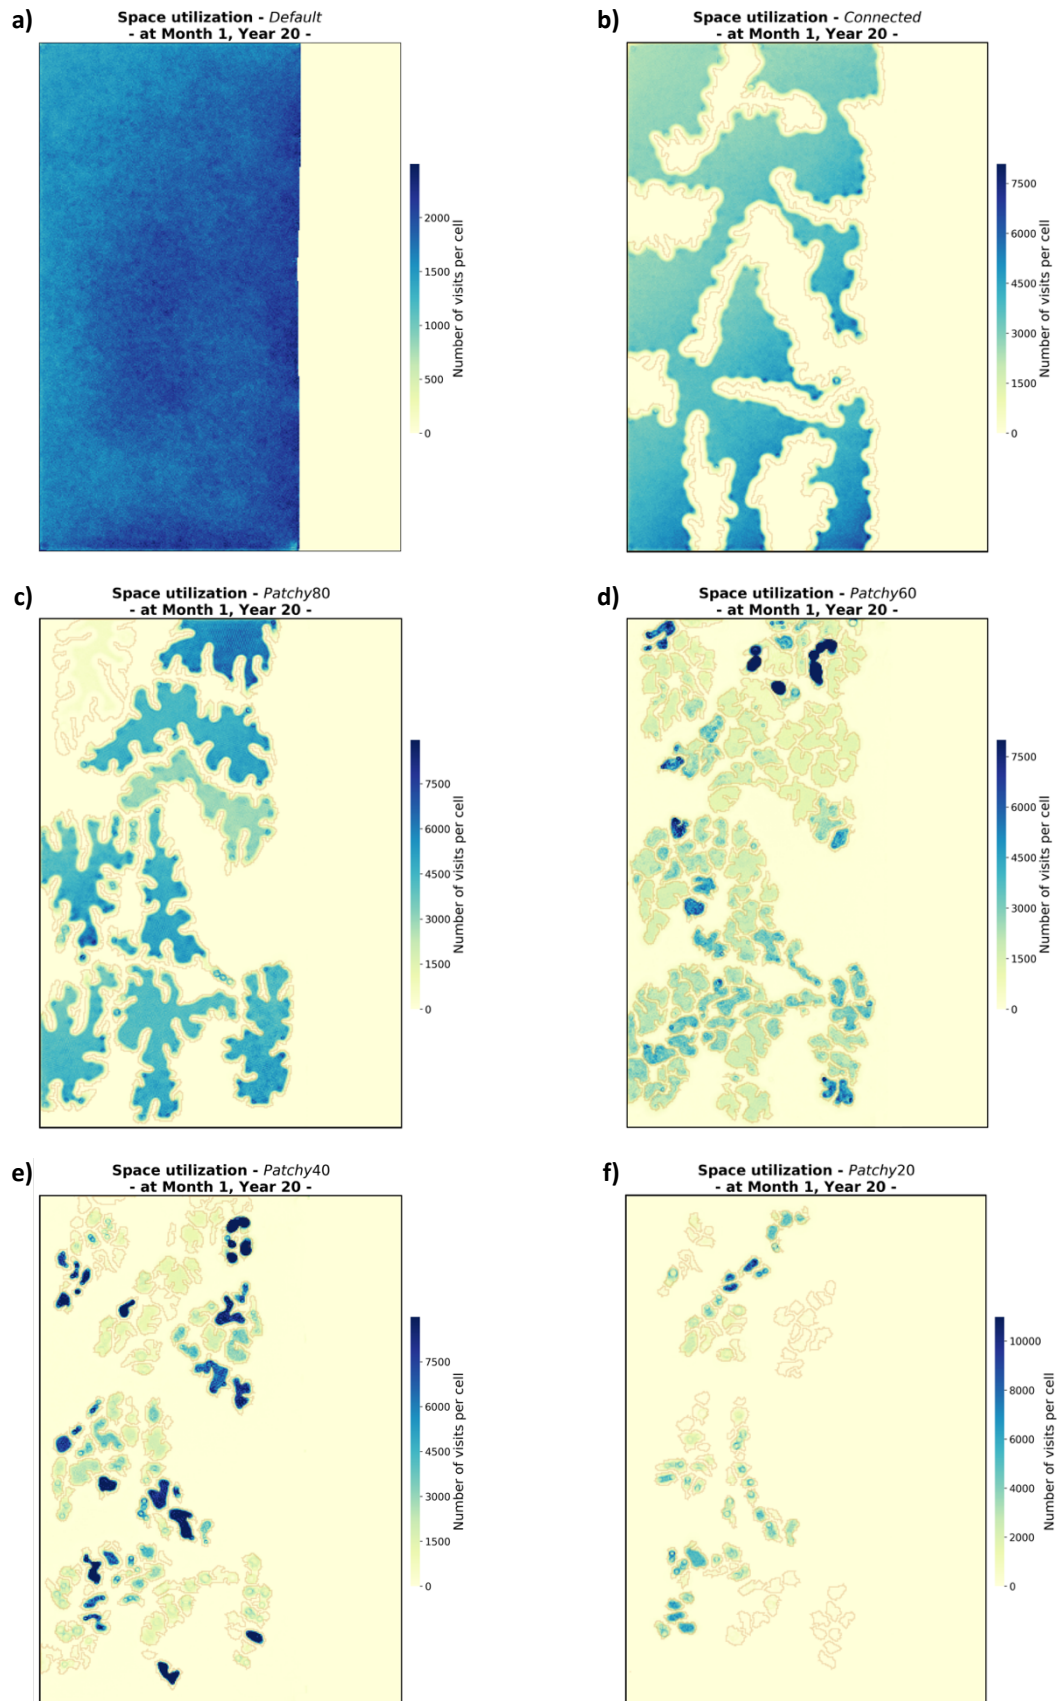 a)
Space utilization - Default
- at Month 1, Year 20 -
2000
1500
1000
500
0
Number of visits per cell
b)
Space utilization - Connected
- at Month 1, Year 20 -
7500
6000
4500
3000
1500
0
Number of visits per cell
c)
Space utilization - Patchy80
- at Month 1, Year 20 -
7500
6000
4500
3000
1500
0
Number of visits per cell
d)
Space utilization - Patchy60
- at Month 1, Year 20 -
7500
6000
4500
3000
1500
0
Number of visits per cell
e)
Space utilization - Patchy40
- at Month 1, Year 20 -
7500
6000
4500
3000
1500
0
Number of visits per cell
f)
Space utilization - Patchy20
- at Month 1, Year 20 -
10000
8000
6000
4000
2000
0
Number of visits per cell